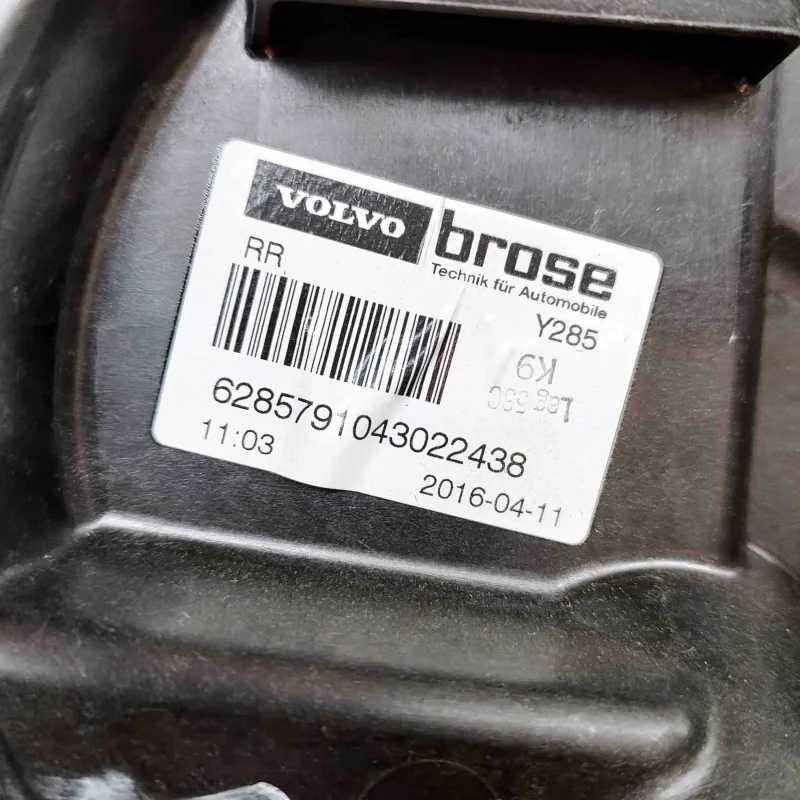 VOLVO
brose
Technik für Automobile
RR
Y285
K9
6285791043022438
11:03
2016-04-11